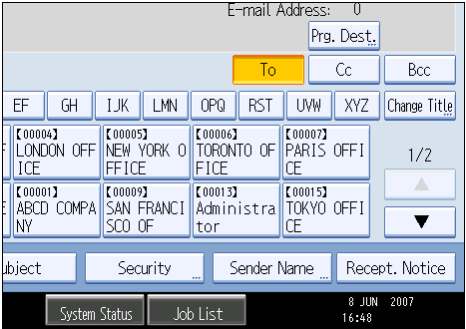 E-mail Address: 0
Prg. Dest.
To Cc Bcc
EF GH IJK LMN OPQ RST UVW XYZ Change Title
【00004】 【00005】 【00006】 【00007】
LONDON OFF NEW YORK O TORONTO OF PARIS OFFI
ICE FFICE FICE CE
1/2
【00001】 【00009】 【00013】 【00015】
ABCD COMPA SAN FRANCI Administra TOKYO OFFI
NY SCO OF tor CE
ubject Security Sender Name Recept. Notice
System Status Job List 8 JUN 2007
16:48